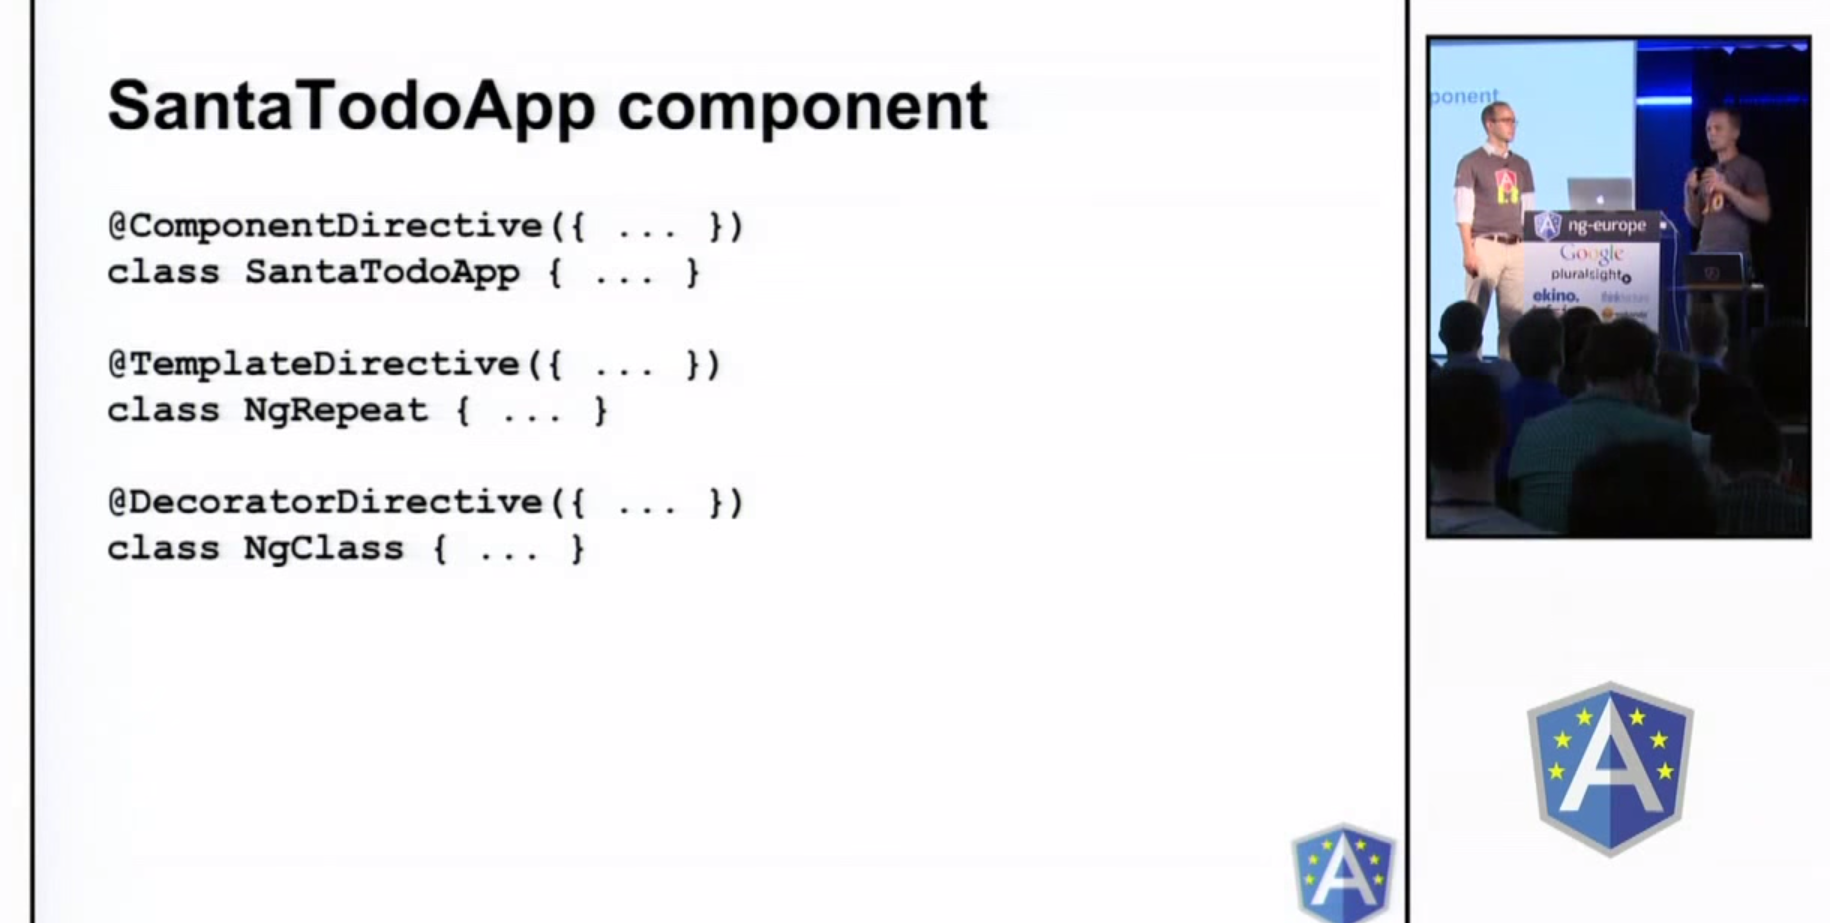 SantaTodoApp component
@ComponentDirective({ ... })
class SantaTodoApp { ... }
@TemplateDirective({ ... })
class NgRepeat { ... }
@DecoratorDirective({ ... })
class NgClass { ... }
ponent
ng-europe
Google
pluralsight
ekino.